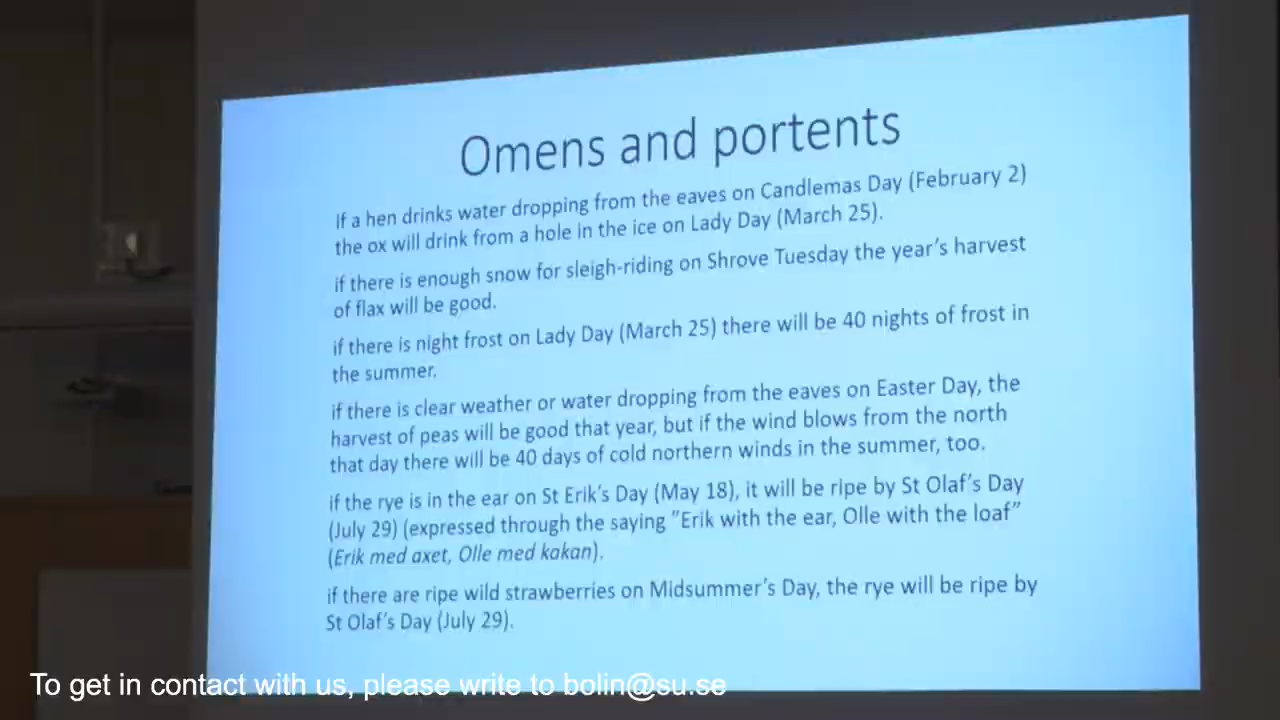 Omens and portents
If a hen drinks water dropping from the eaves on Candlemas Day (February 2)
the ox will drink from a hole in the ice on Lady Day (March 25).
if there is enough snow for sleigh-riding on Shrove Tuesday the year's harvest
of flax will be good.
if there is night frost on Lady Day (March 25) there will be 40 nights of frost in
the summer.
if there is clear weather or water dropping from the eaves on Easter Day, the
harvest of peas will be good that year, but if the wind blows from the north
that day there will be 40 days of cold northern winds in the summer, too.
if the rye is in the ear on St Erik's Day (May 18), it will be ripe by St Olaf's Day
(July 29) (expressed through the saying "Erik with the ear, Olle with the loaf"
(Erik med axet, Olle med kakan).
if there are ripe wild strawberries on Midsummer's Day, the rye will be ripe by
St Olaf's Day (July 29).
To get in contact with us, please write to bolin@su.se